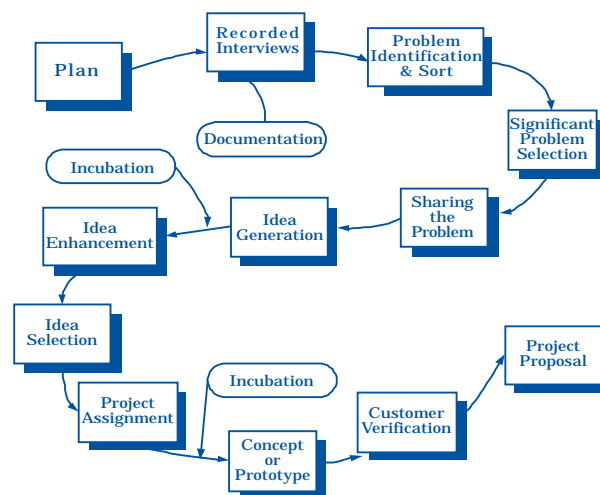 Plan
Recorded
Interviews
Problem
Identification
& Sort
Documentation
Significant
Problem
Selection
Sharing
the
Problem
Incubation
Idea
Generation
Idea
Enhancement
Idea
Selection
Project
Assignment
Incubation
Concept
or
Prototype
Customer
Verification
Project
Proposal